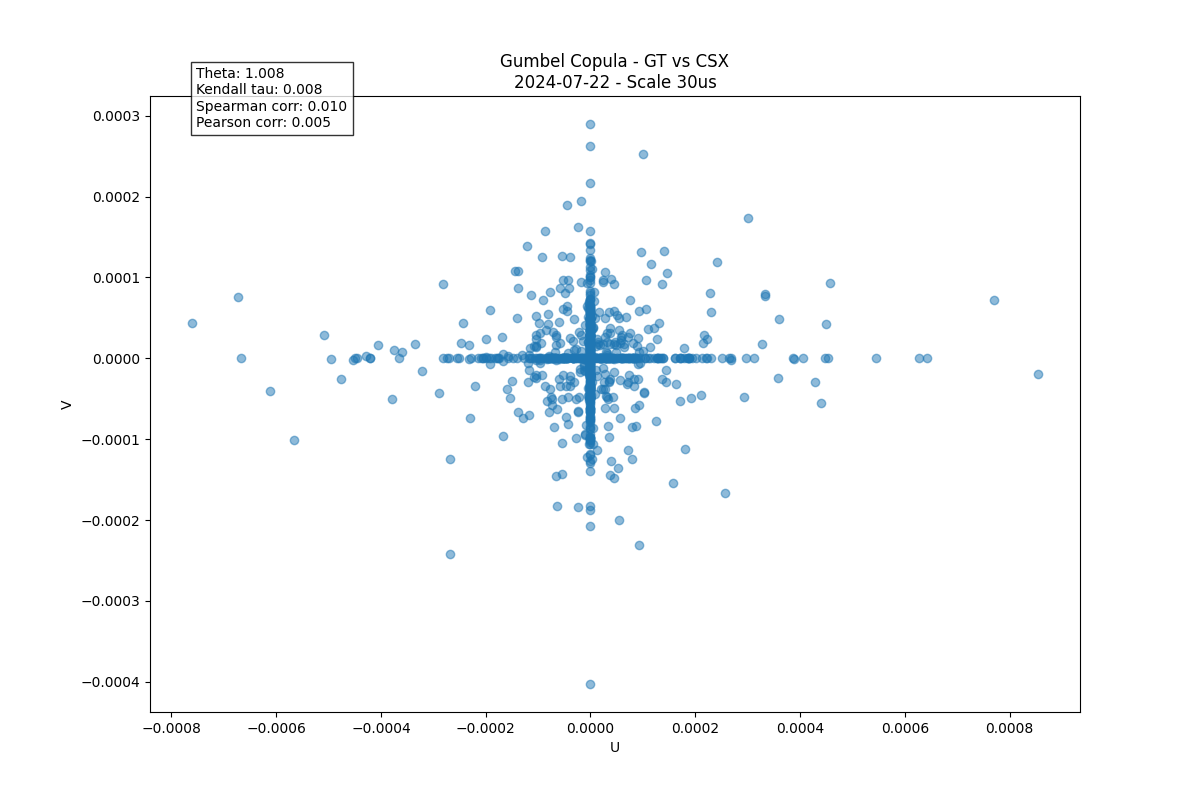 Gumbel Copula - GT vs CSX
2024-07-22 - Scale 30us
Theta: 1.008
Kendall tau: 0.008
Spearman corr: 0.010
Pearson corr: 0.005
0.0003
0.0002
0.0001
0.0000
−0.0001
−0.0002
−0.0003
−0.0004
V
−0.0008 −0.0006 −0.0004 −0.0002 0.0000 0.0002 0.0004 0.0006 0.0008
U